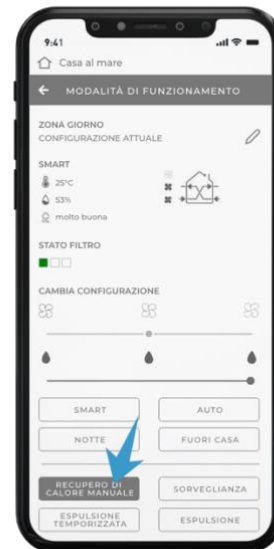 9:41
Casa al mare
MODALITÀ DI FUNZIONAMENTO
ZONA GIORNO
CONFIGURAZIONE ATTUALE
SMART
25°C
53%
molto buona
STATO FILTRO
CAMBIA CONFIGURAZIONE
SMART
AUTO
NOTTE
FUORI CASA
RECUPERO DI
CALORE MANUALE
SORVEGLIANZA
ESPULSIONE
TEMPORIZZATA
ESPULSIONE